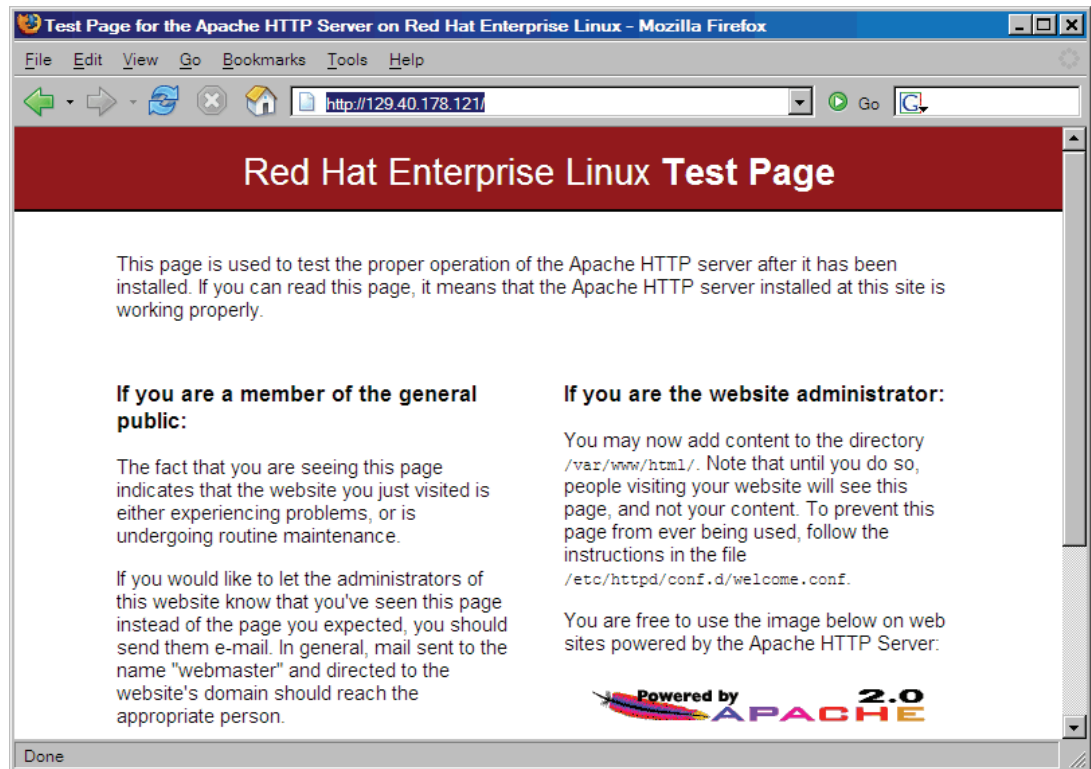 Test Page for the Apache HTTP Server on Red Hat Enterprise Linux - Mozilla Firefox
File Edit View Go Bookmarks Tools Help
http://129.40.178.121/
Go
G
Red Hat Enterprise Linux Test Page
This page is used to test the proper operation of the Apache HTTP server after it has been
installed. If you can read this page, it means that the Apache HTTP server installed at this site is
working properly.
If you are a member of the general
public:
The fact that you are seeing this page
indicates that the website you just visited is
either experiencing problems, or is
undergoing routine maintenance.
If you would like to let the administrators of
this website know that you've seen this page
instead of the page you expected, you should
send them e-mail. In general, mail sent to the
name "webmaster" and directed to the
website's domain should reach the
appropriate person.
If you are the website administrator:
You may now add content to the directory
/var/www/html/. Note that until you do so,
people visiting your website will see this
page, and not your content. To prevent this
page from ever being used, follow the
instructions in the file
/etc/httpd/conf.d/welcome.conf.
You are free to use the image below on web
sites powered by the Apache HTTP Server:
Powered by 2.0
APACHE
Done